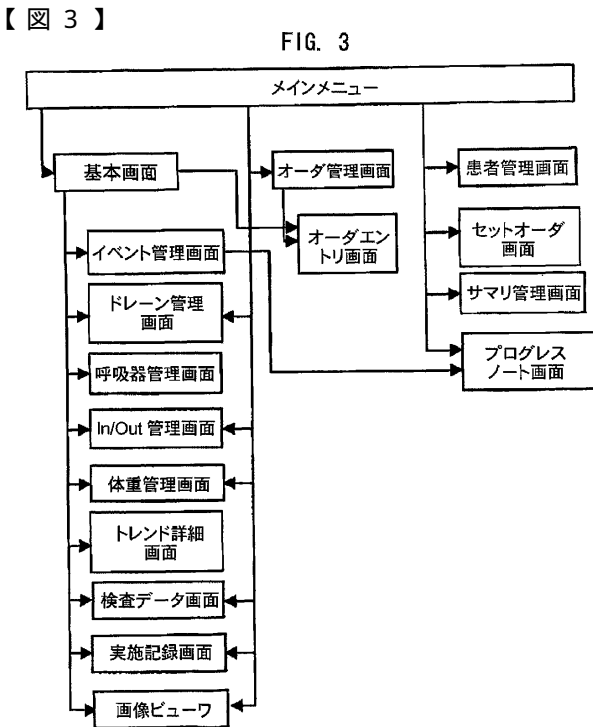 【図3】
FIG. 3
メインメニュー
基本画面
オーダ管理画面
患者管理画面
オーダエン
トリ画面
セットオーダ
画面
イベント管理画面
サマリ管理画面
ドレーン管理
画面
プログレス
ノート画面
呼吸器管理画面
In/Out 管理画面
体重管理画面
トレンド詳細
画面
検査データ画面
実施記録画面
画像ビューワ